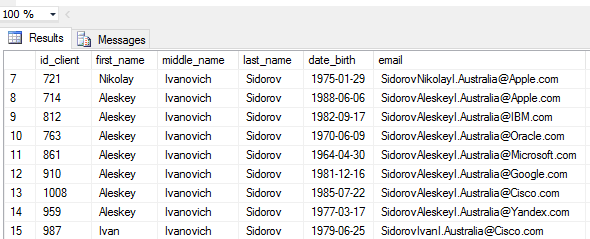 100 %
Results Messages
id_client first_name middle_name last_name date_birth email
7 721 Nikolay Ivanovich Sidorov 1975-01-29 SidorovNikolayI.Australia@Apple.com
8 714 Aleskey Ivanovich Sidorov 1988-06-06 SidorovAleskeyI.Australia@Apple.com
9 812 Aleskey Ivanovich Sidorov 1982-09-17 SidorovAleskeyI.Australia@IBM.com
10 763 Aleskey Ivanovich Sidorov 1970-06-09 SidorovAleskeyI.Australia@Oracle.com
11 861 Aleskey Ivanovich Sidorov 1964-04-30 SidorovAleskeyI.Australia@Microsoft.com
12 910 Aleskey Ivanovich Sidorov 1981-12-16 SidorovAleskeyI.Australia@Google.com
13 1008 Aleskey Ivanovich Sidorov 1985-07-22 SidorovAleskeyI.Australia@Cisco.com
14 959 Aleskey Ivanovich Sidorov 1977-03-17 SidorovAleskeyI.Australia@Yandex.com
15 987 Ivan Ivanovich Sidorov 1979-06-25 SidorovIvanI.Australia@Cisco.com